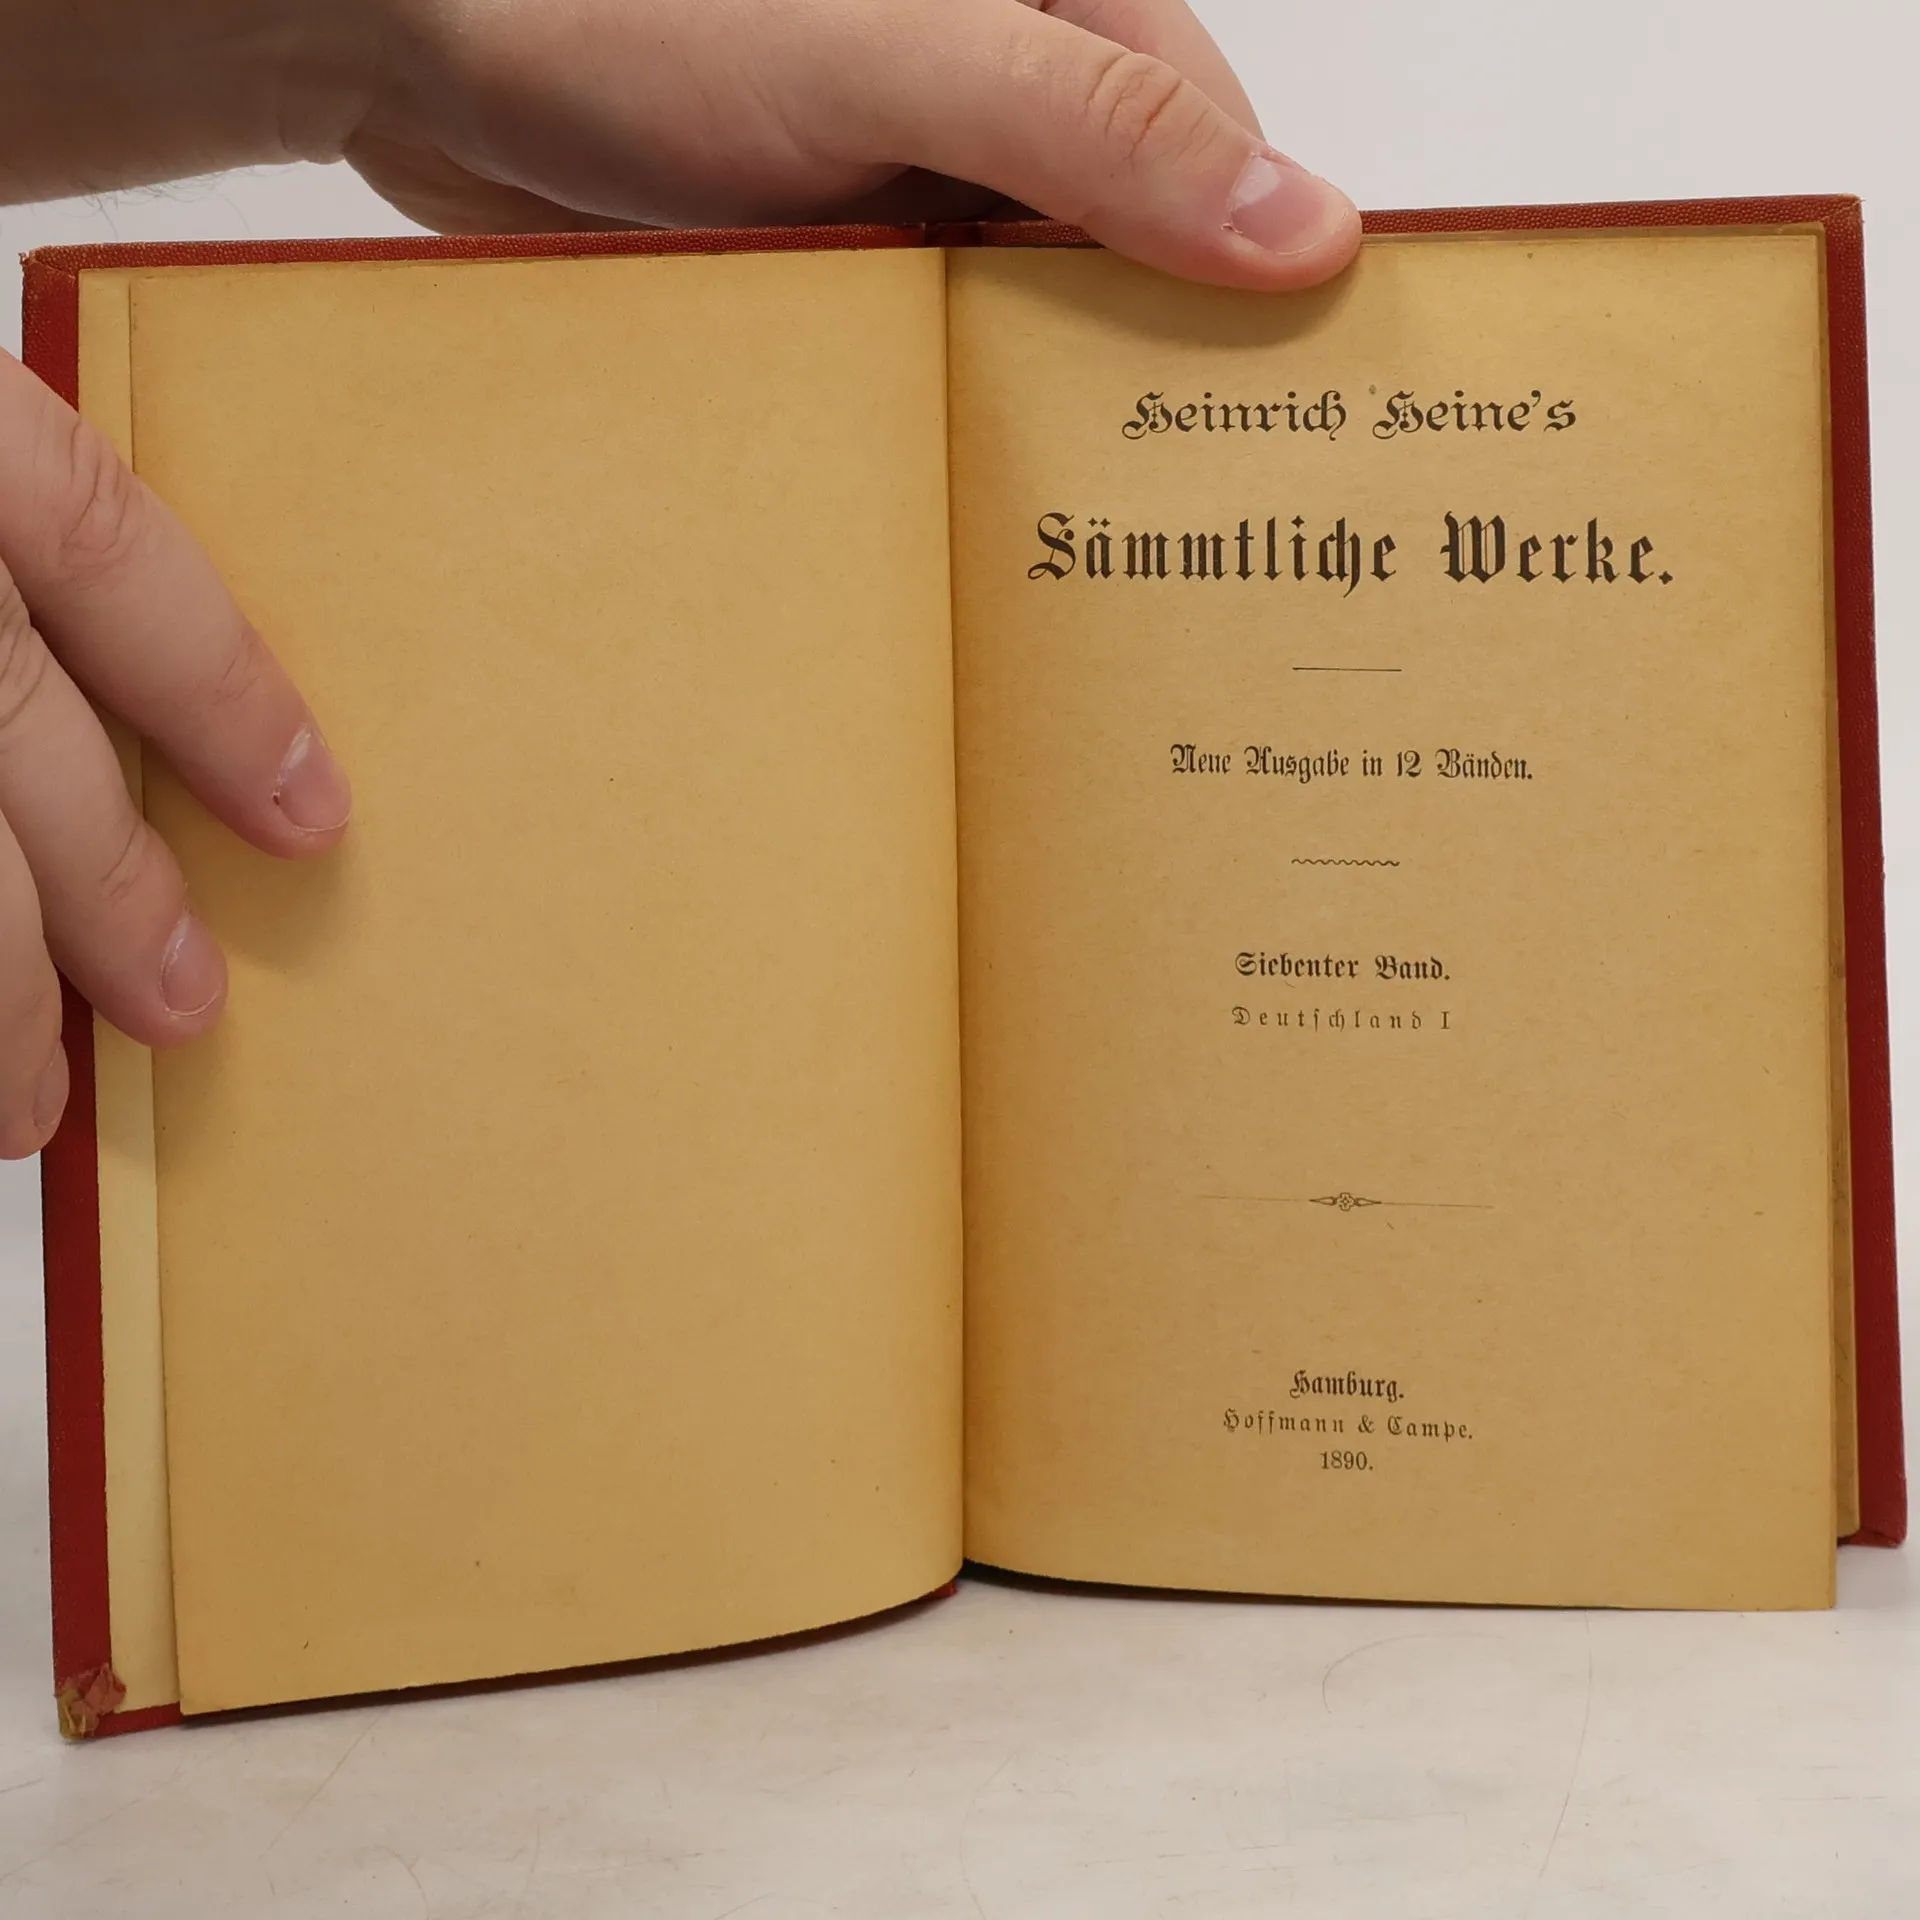 Heinrich Heine's
Sämmtliche Werke.
Neue Ausgabe in 12 Bänden.
Siebenter Band.
Deutschland I
Hamburg.
Hoffmann & Campe.
1890.